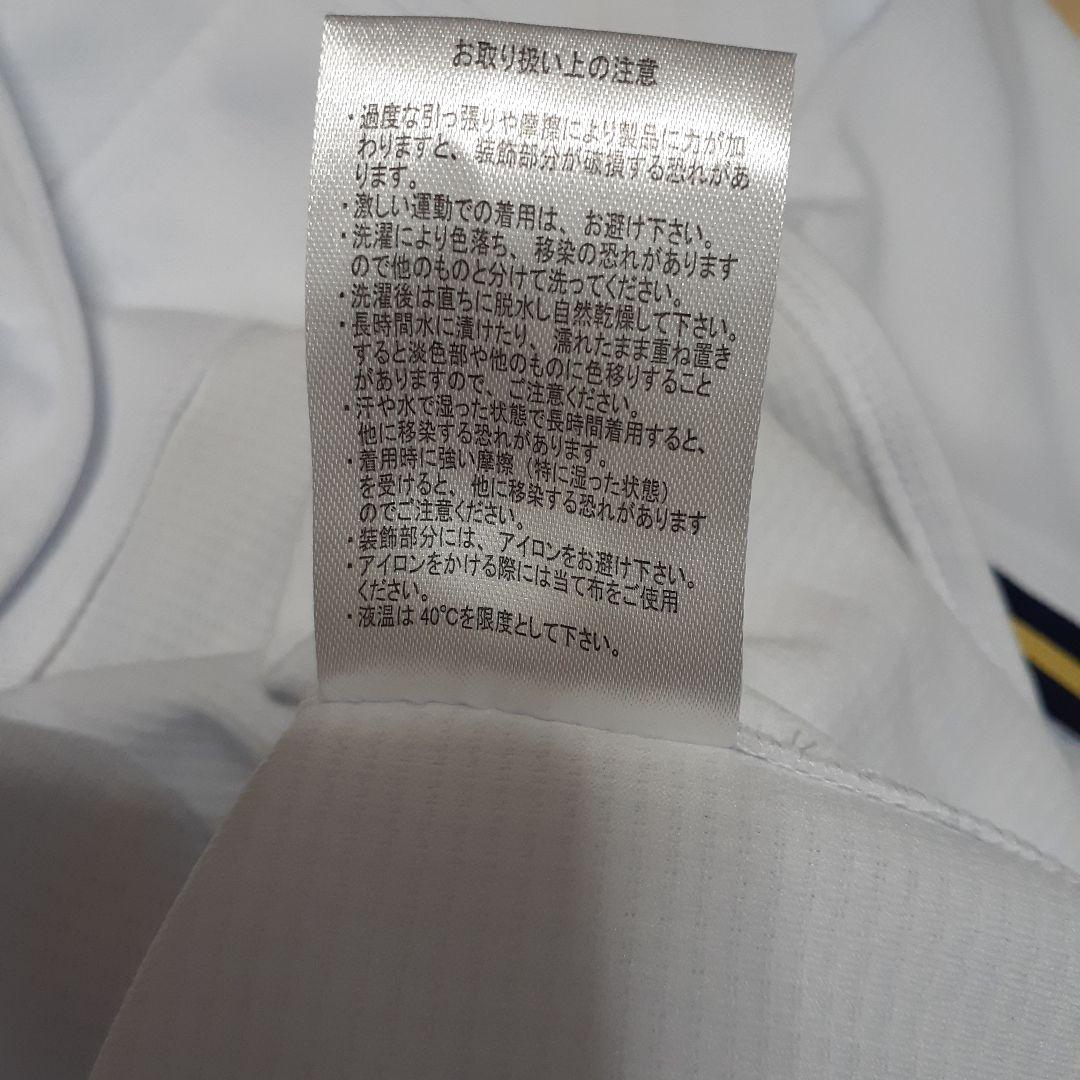 お取り扱い上の注意
・過度な引っ張りや摩擦により製品に力が加
わりますと、装飾部分が破損する恐れがあ
ります。
・激しい運動での着用は、お避け下さい。
・洗濯により色落ち、移染の恐れがあります
ので他のものと分けて洗ってください。
・洗濯後は直ちに脱水し自然乾燥して下さい。
・長時間水に漬けたり、濡れたまま重ね置き
すると淡色部や他のものに色移りすること
がありますので、ご注意ください。
・汗や水で湿った状態で長時間着用すると、
他に移染する恐れがあります。
・着用時に強い摩擦（特に湿った状態）
を受けると、他に移染する恐れがあります
のでご注意ください。
・装飾部分には、アイロンをお避け下さい。
・アイロンをかける際には当て布をご使用
ください。
・液温は40℃を限度として下さい。